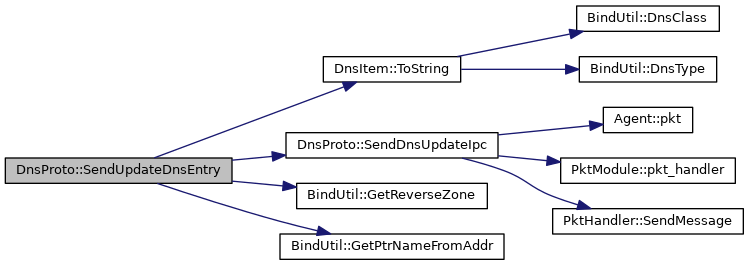 BindUtil::DnsClass
DnsItem::ToString
BindUtil::DnsType
Agent::pkt
DnsProto::SendDnsUpdateIpc
DnsProto::SendUpdateDnsEntry
PktModule::pkt_handler
BindUtil::GetReverseZone
PktHandler::SendMessage
BindUtil::GetPtrNameFromAddr